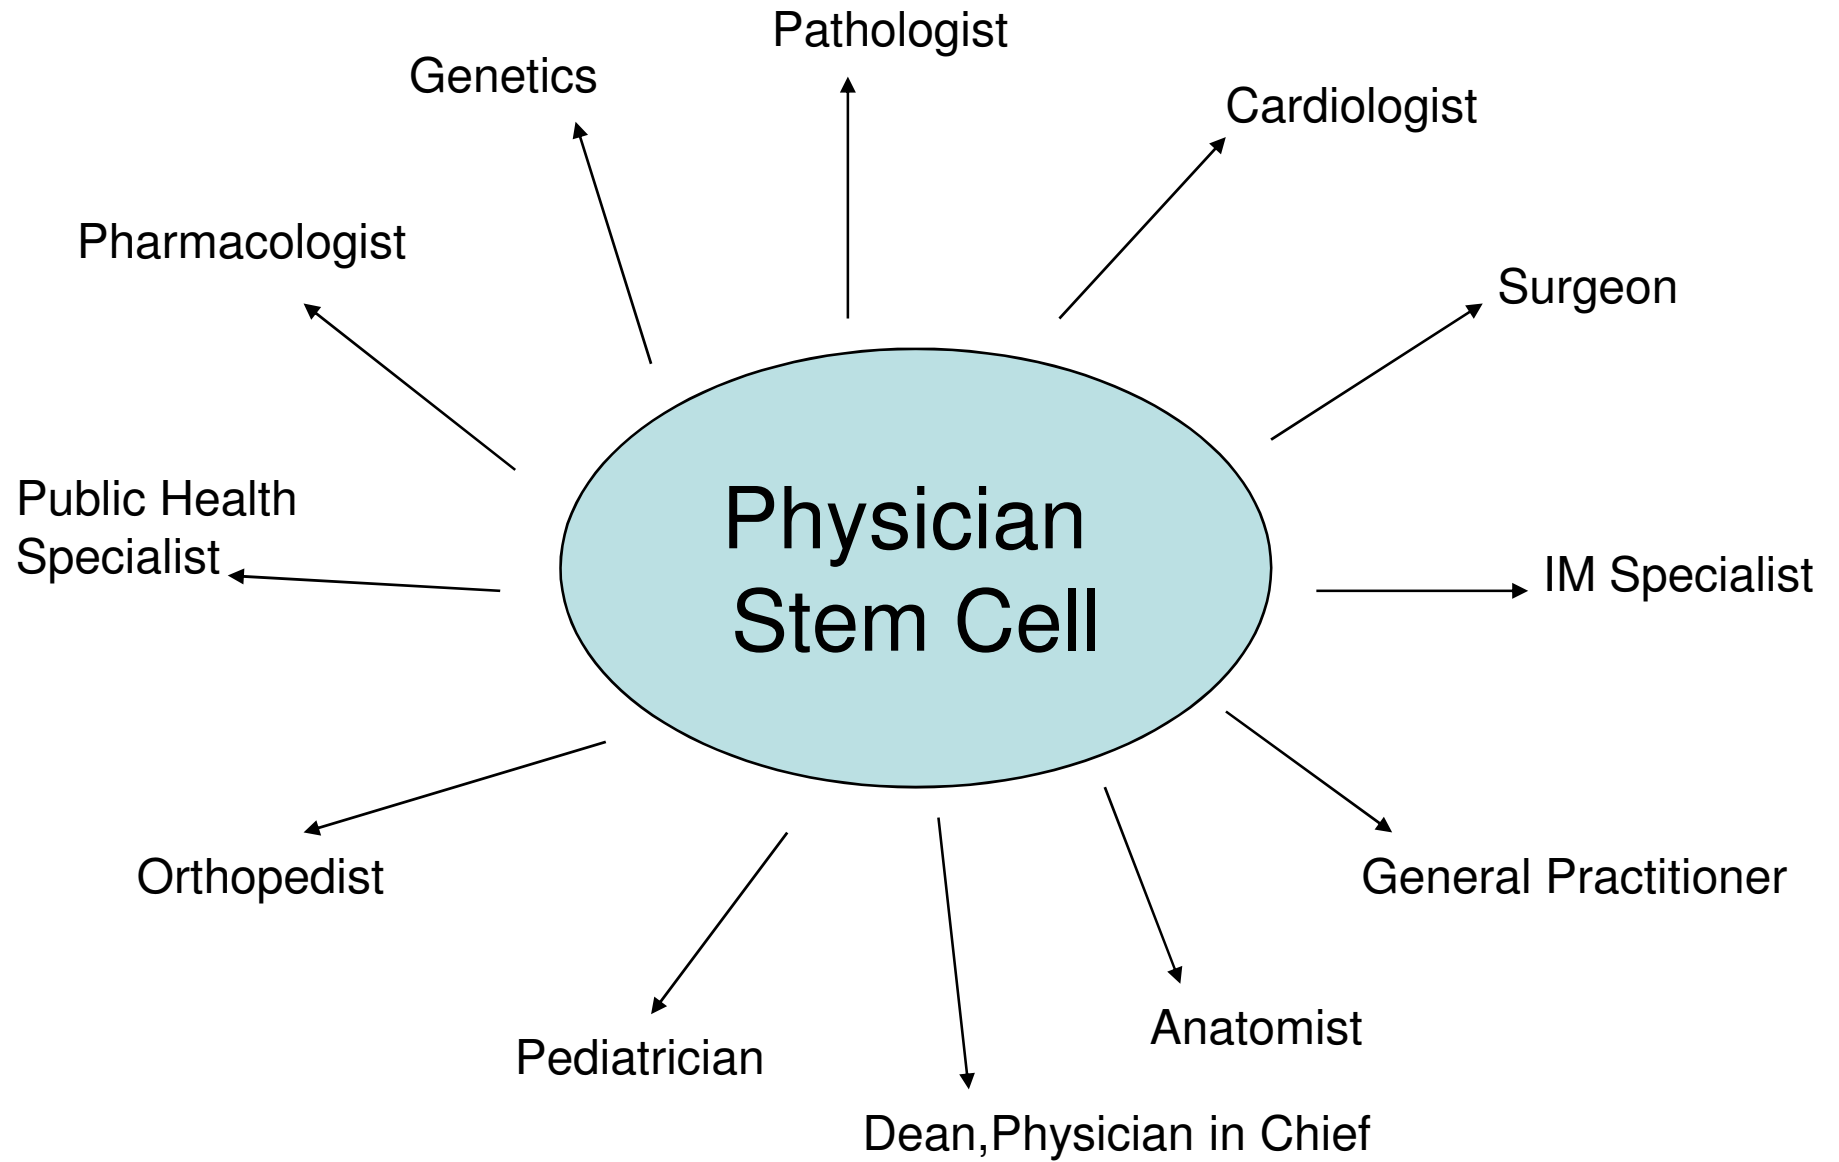 Pathologist
Genetics
Cardiologist
Pharmacologist
Surgeon
Public Health
Specialist
Physician
Stem Cell
IM Specialist
Orthopedist
General Practitioner
Pediatrician
Anatomist
Dean,Physician in Chief